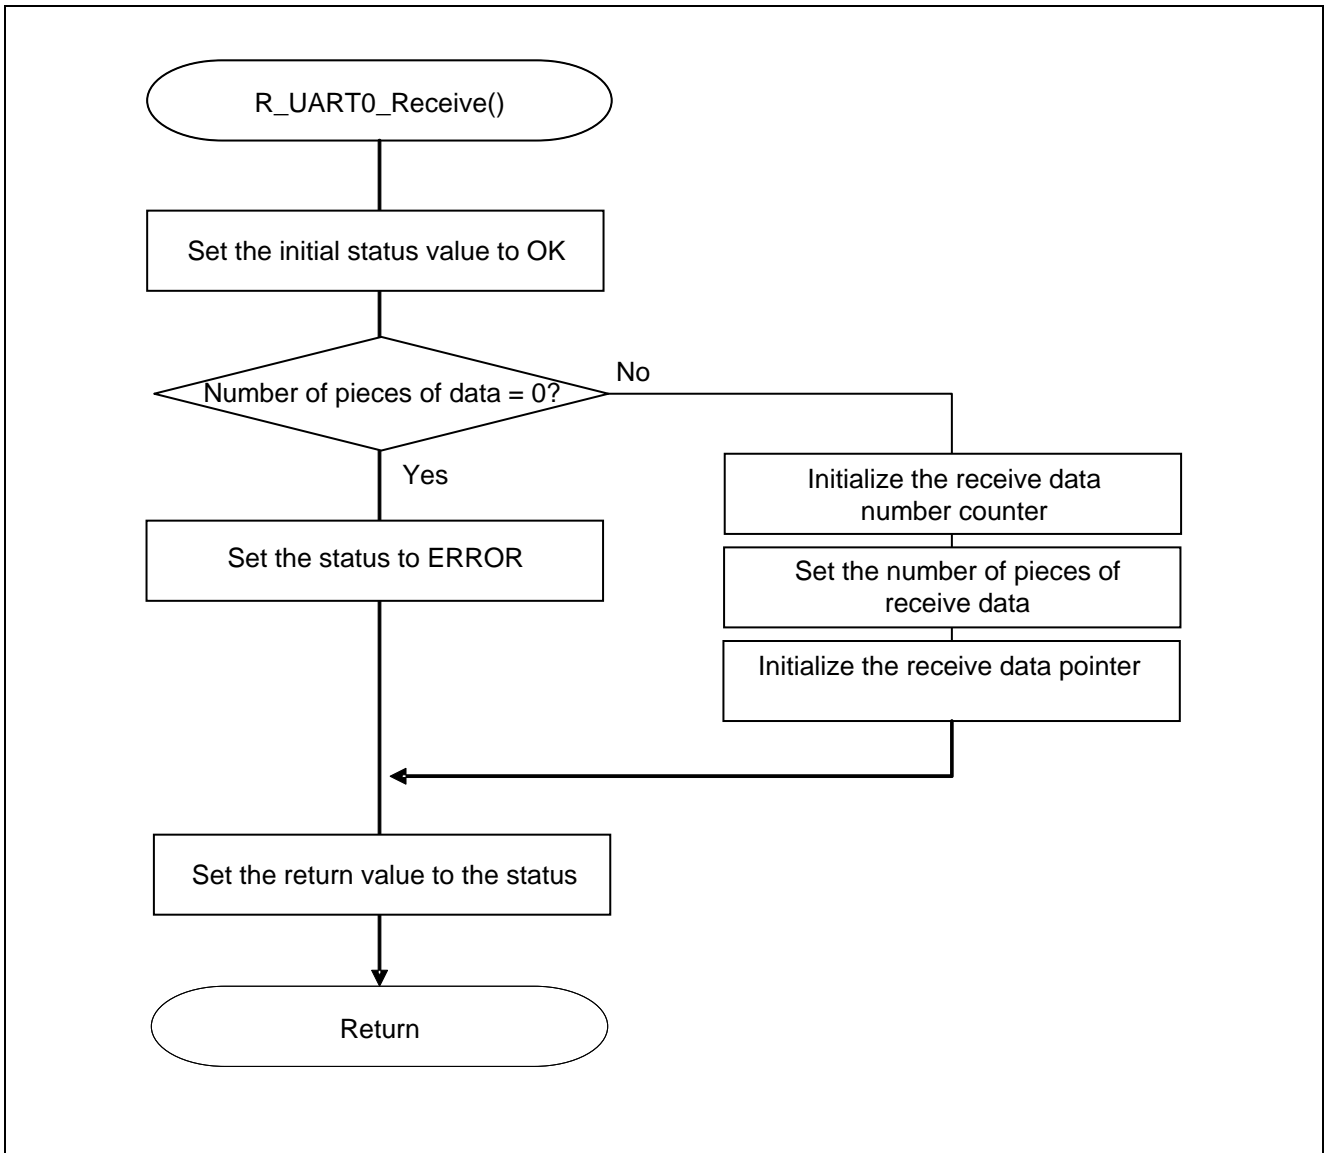 R_UART0_Receive()
Set the initial status value to OK
Number of pieces of data = 0?
No
Yes
Initialize the receive data
number counter
Set the status to ERROR
Set the number of pieces of
receive data
Initialize the receive data pointer
Set the return value to the status
Return